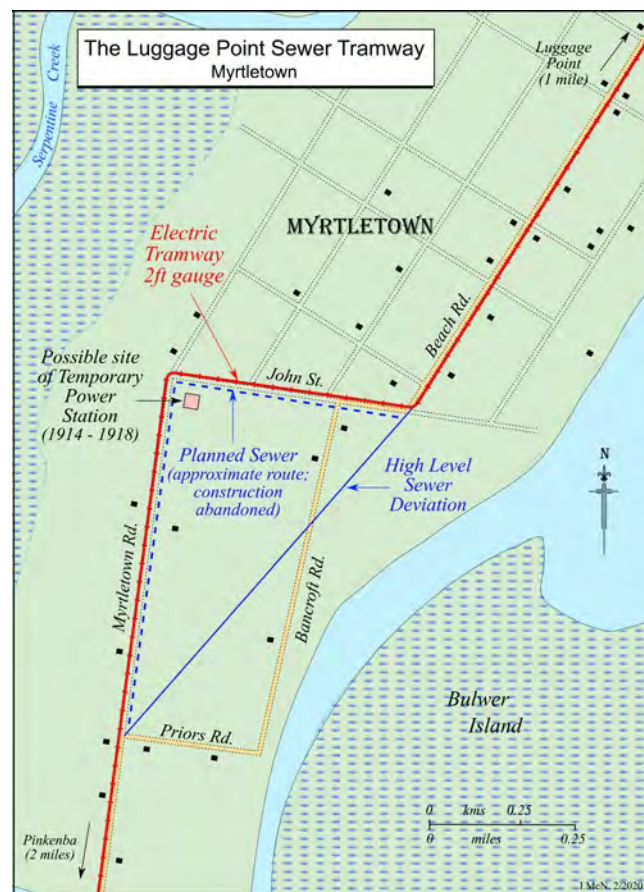 The Luggage Point Sewer Tramway
Myrtletown
Serpentine Creek
Luggage
Point
(1 mile)
MYRTLETOWN
Electric
Tramway
2ft gauge
Beach Rd.
Possible site
of Temporary
Power
Station
(1914 - 1918)
John St.
Planned Sewer
(approximate route;
construction
abandoned)
High Level
Sewer
Deviation
N
Myrtletown Rd.
Bancroft Rd.
Priors Rd.
Bulwer
Island
0 kms 0.25
0 miles 0.25
Pinkenba
(2 miles)
J.McN. 2/2020